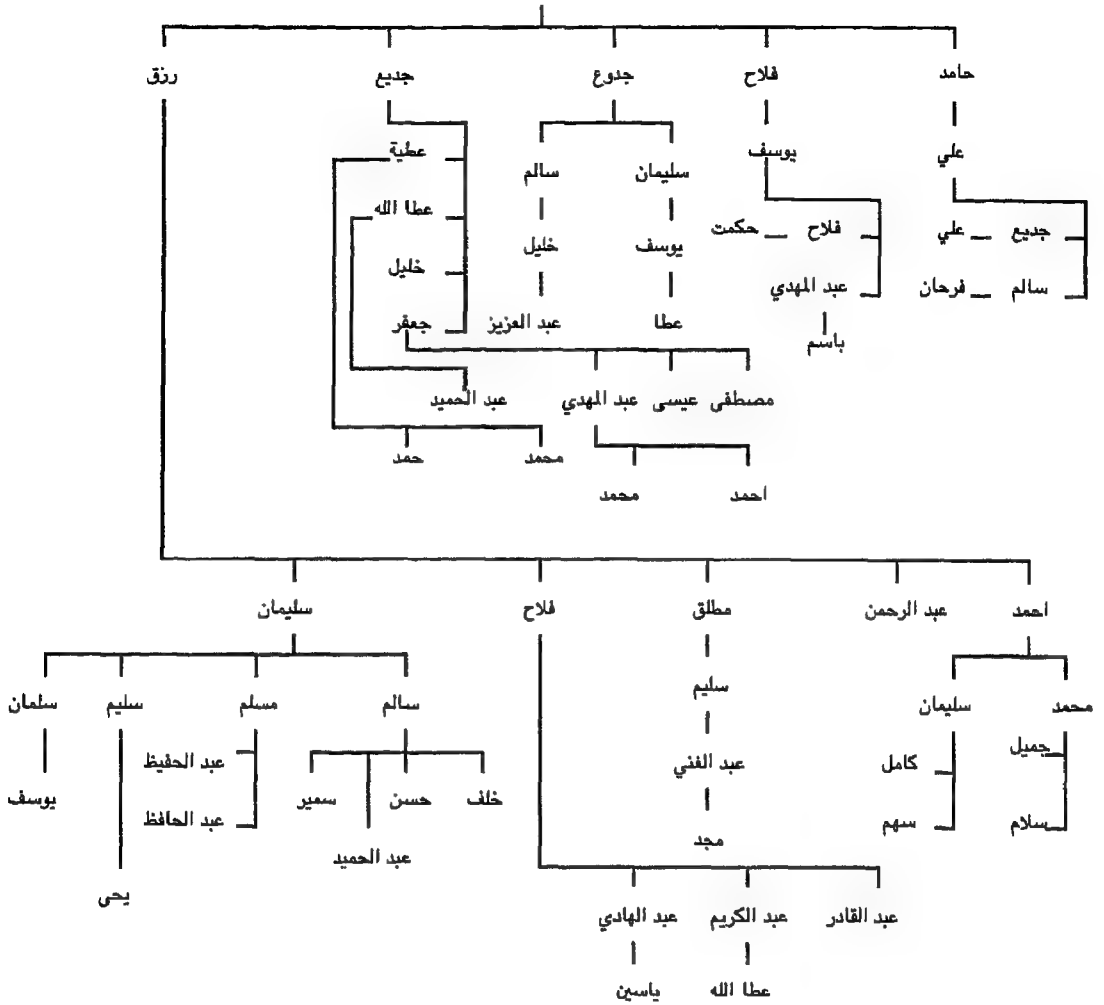 حامد فلاح جدوع جديع رزق
علي يوسف سليمان سالم عطية
جديع علي فلاح حكمت يوسف خليل عطا الله
سالم فرحان عبد المهدي خليل
باسم عطا عبد العزيز جعفر
مصطفى عيسى عبد المهدي عبد الحميد
محمد حمد
احمد محمد
احمد عبد الرحمن مطلق فلاح سليمان
محمد سليمان سليم سالم مسلم سليم سلمان
جميل كامل عبد الغني عبد الحفيظ
خلف حسن سمير يوسف
سلام سهم مجد عبد الحافظ
عبد الحميد
يحى
عبد القادر عبد الكريم عبد الهادي
عطا الله ياسين